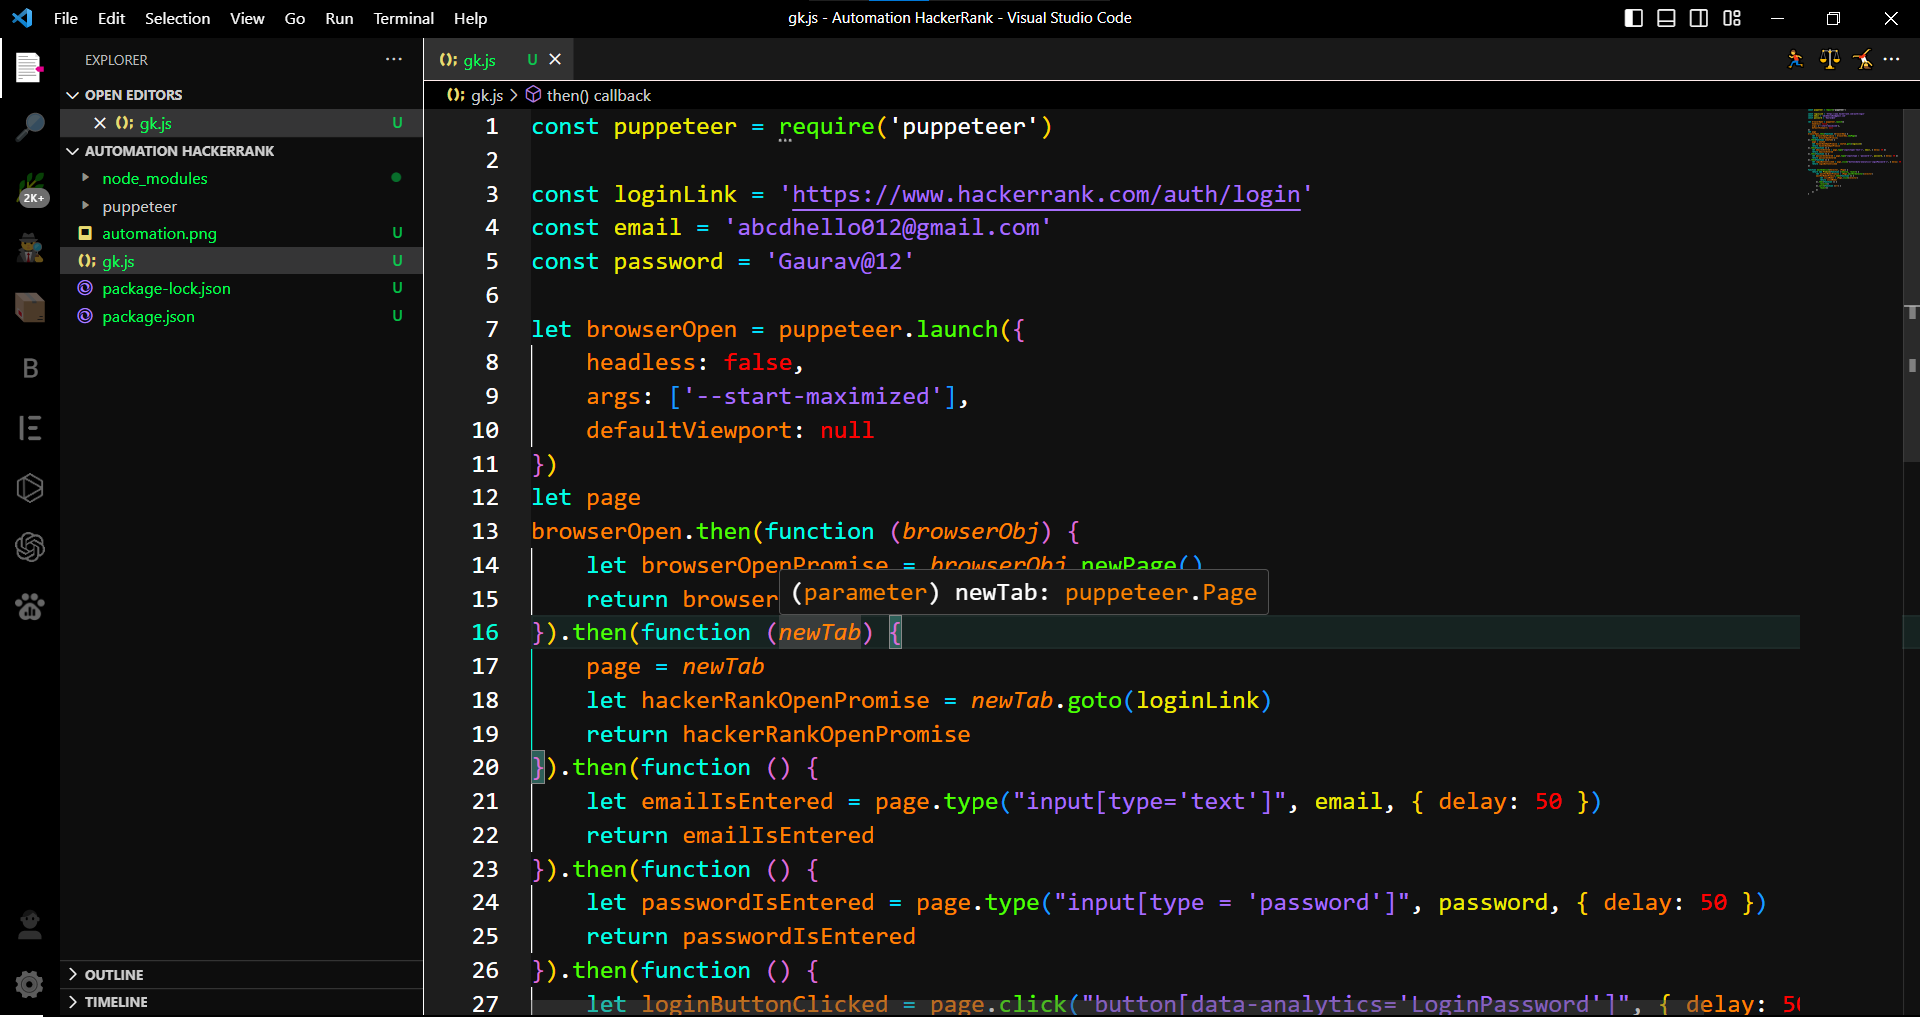 File Edit Selection View Go Run Terminal Help
gk.js - Automation HackerRank - Visual Studio Code
EXPLORER
OPEN EDITORS
gk.js U
AUTOMATION HACKERRANK
node_modules
puppeteer
automation.png U
gk.js U
package-lock.json U
package.json U
OUTLINE
TIMELINE
2K+
B
gk.js U
gk.js > then() callback
1 const puppeteer = require('puppeteer')
2
3 const loginLink = 'https://www.hackerrank.com/auth/login'
4 const email = 'abcdhello012@gmail.com'
5 const password = 'Gaurav@12'
6
7 let browserOpen = puppeteer.launch({
8 headless: false,
9 args: ['--start-maximized'],
10 defaultViewport: null
11 })
12 let page
13 browserOpen.then(function (browserObj) {
14 let browserOpenPromise = browserObj.newPage()
(parameter) newTab: puppeteer.Page
15 return browser
16 }).then(function (newTab) {
17 page = newTab
18 let hackerRankOpenPromise = newTab.goto(loginLink)
19 return hackerRankOpenPromise
20 }).then(function () {
21 let emailIsEntered = page.type("input[type='text']", email, { delay: 50 })
22 return emailIsEntered
23 }).then(function () {
24 let passwordIsEntered = page.type("input[type = 'password']", password, { delay: 50 })
25 return passwordIsEntered
26 }).then(function () {
27 let loginButtonClicked = page.click("button[data-analytics='LoginPassword']", { delay: 50